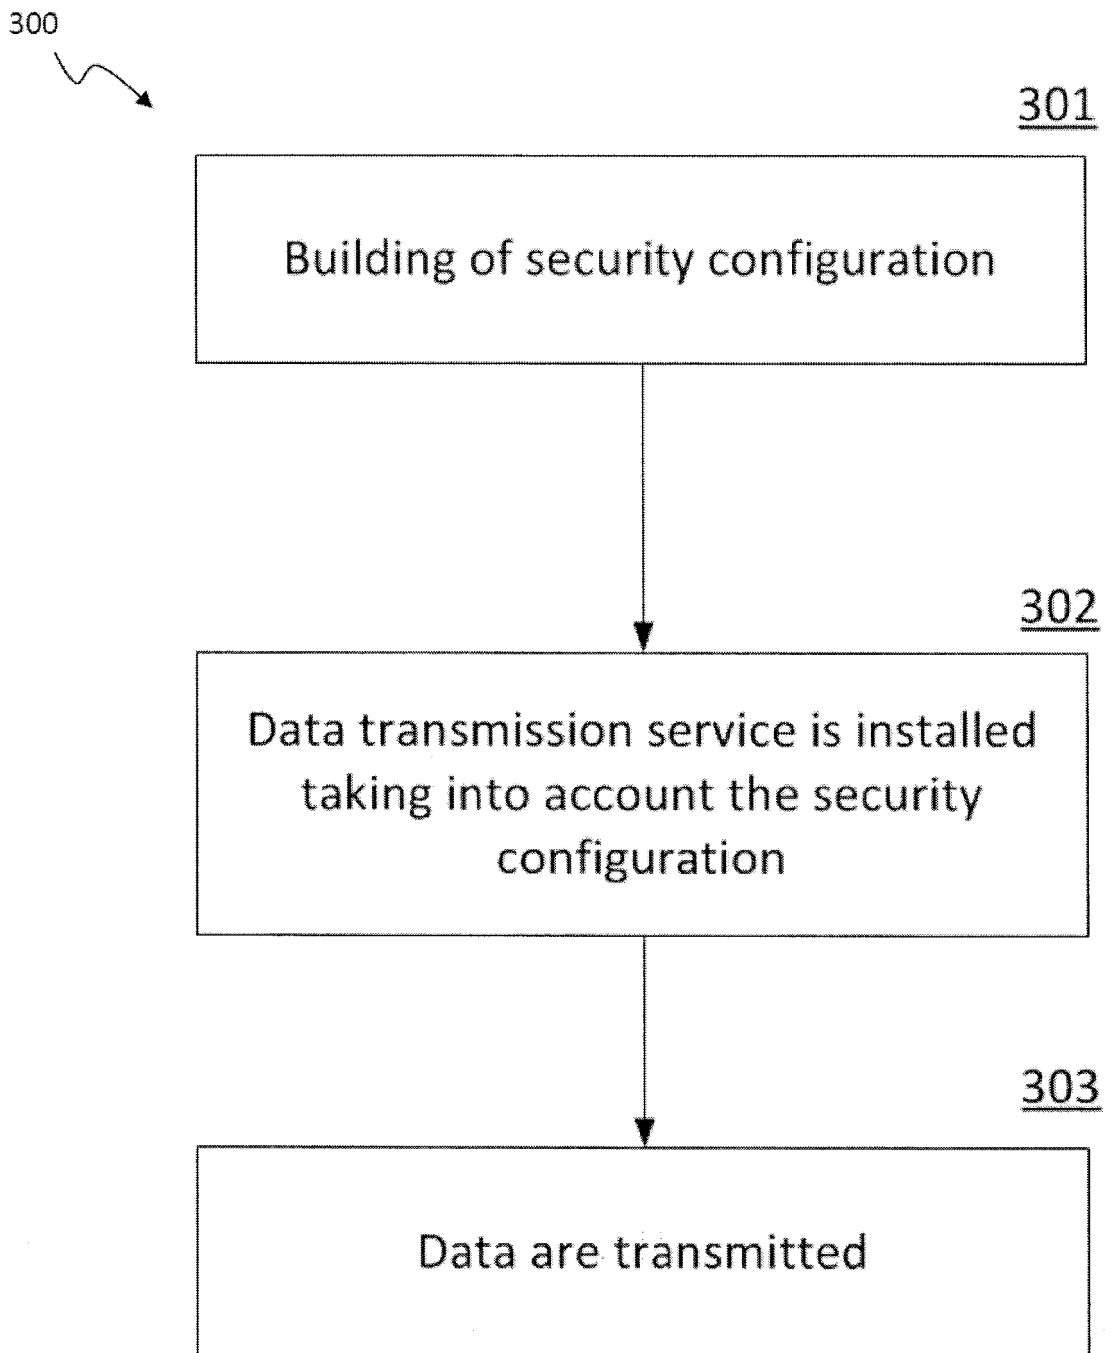 300
301
Building of security configuration
302
Data transmission service is installed
taking into account the security
configuration
303
Data are transmitted